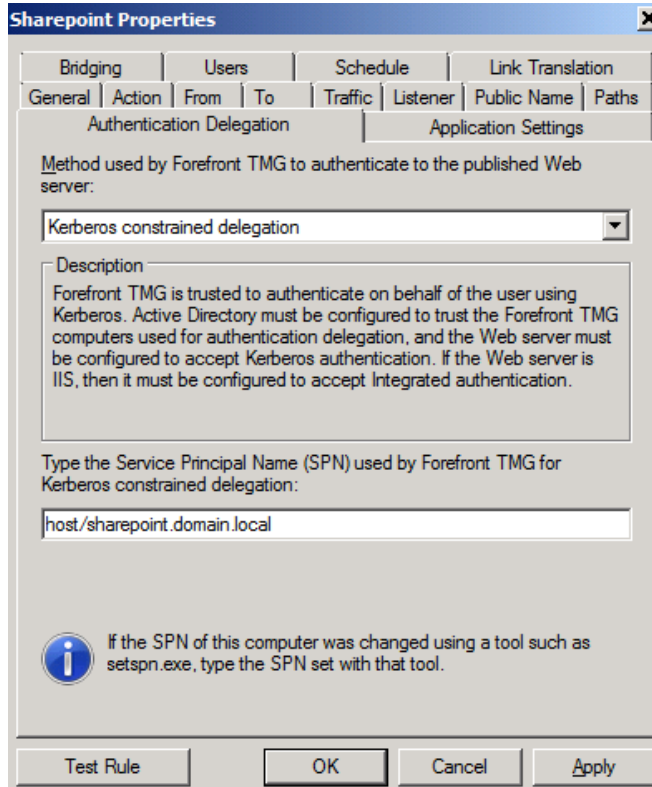 Sharepoint Properties
Bridging Users Schedule Link Translation
General Action From To Traffic Listener Public Name Paths
Authentication Delegation Application Settings
Method used by Forefront TMG to authenticate to the published Web
server:
Kerberos constrained delegation
Description
Forefront TMG is trusted to authenticate on behalf of the user using
Kerberos. Active Directory must be configured to trust the Forefront TMG
computers used for authentication delegation, and the Web server must
be configured to accept Kerberos authentication. If the Web server is
IIS, then it must be configured to accept Integrated authentication.
Type the Service Principal Name (SPN) used by Forefront TMG for
Kerberos constrained delegation:
host/sharepoint.domain.local
If the SPN of this computer was changed using a tool such as
setspn.exe, type the SPN set with that tool.
Test Rule OK Cancel Apply